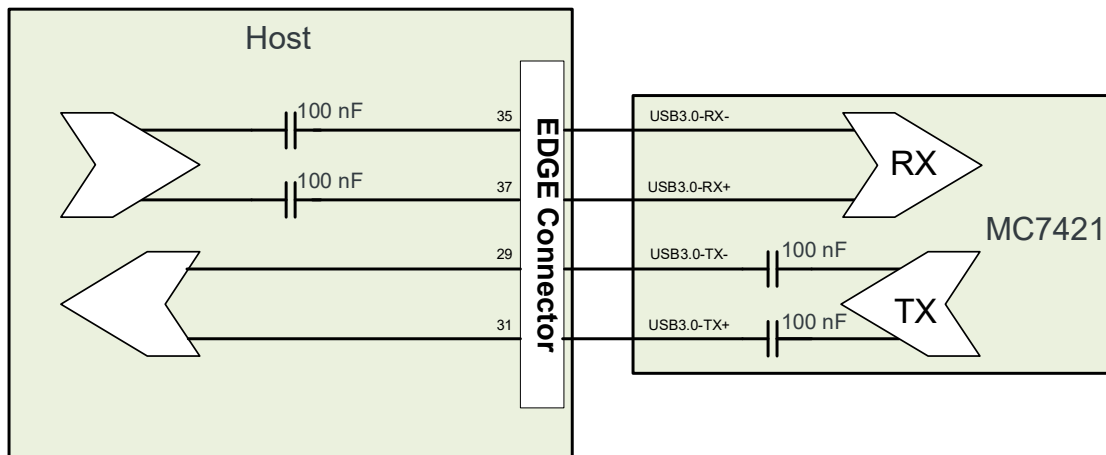 Host
100 nF
35
USB3.0-RX-
100 nF
37
USB3.0-RX+
RX
EDGE Connector
MC7421
29
USB3.0-TX-
100 nF
31
USB3.0-TX+
100 nF
TX